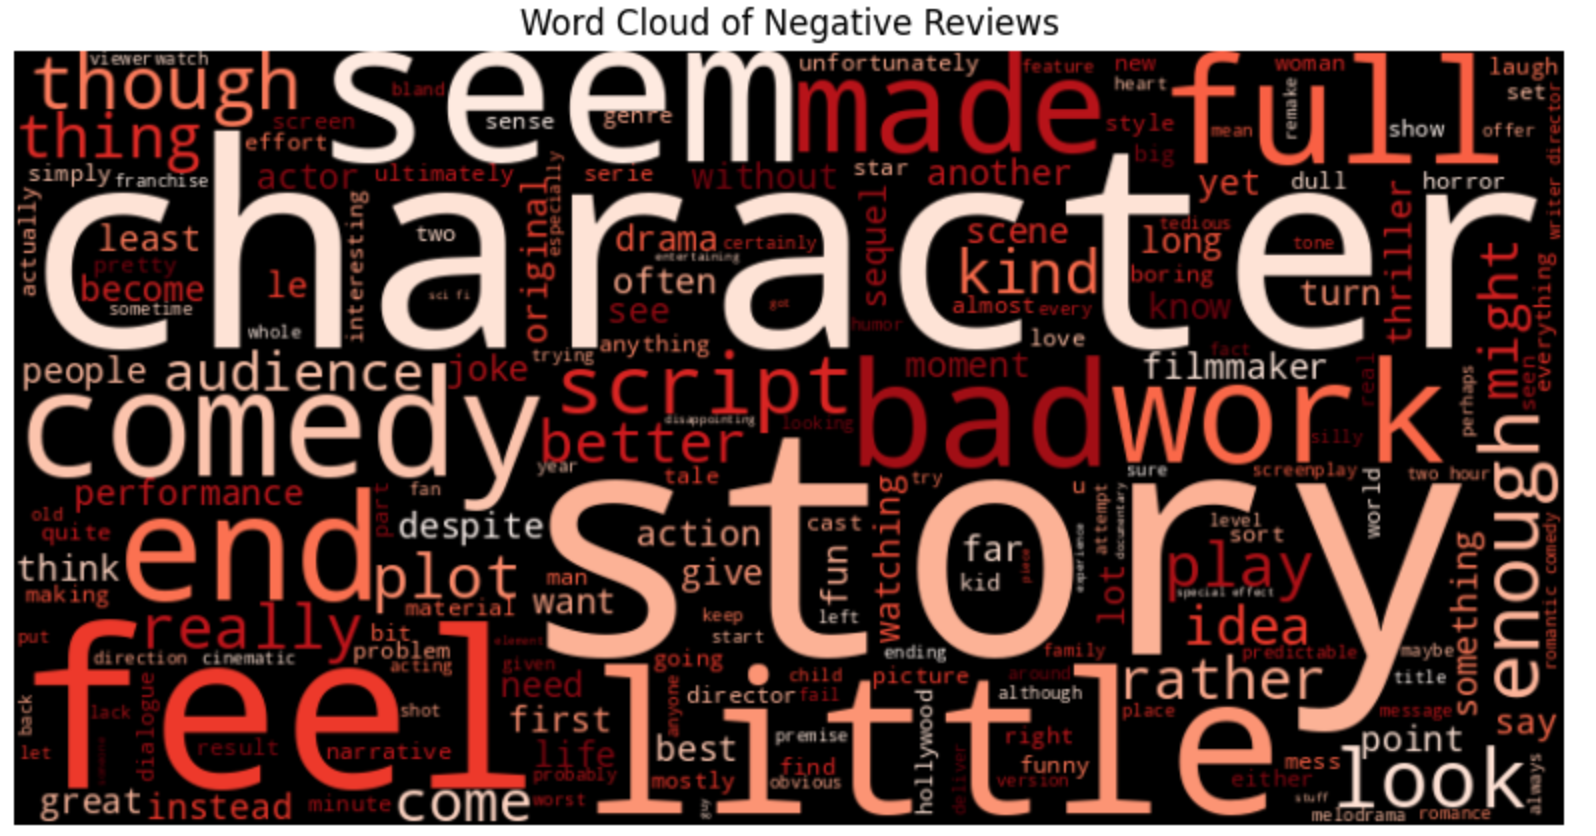 Word Cloud of Negative Reviews
viewer watch
though
seem
unfortunately
feature
new
woman
laugh
bland
made
heart
full
remake
set
thing
screen
sense
genre
style
mean
show
offer
effort
big
director
simply
franchise
actor
ultimately
especially
serie
without
star
another
yet
dull
horror
writer
actually
character
least
interesting
two
original
drama
certainly
sequel
scene
tedious
long
tone
thriller
pretty
become
le
entertaining
often
kind
boring
might
sometime
sci fi
see
got
almost
every
know
turn
everything
whole
humor
love
trying
anything
fact
people
audience
joke
script
moment
filmmaker
real
seen
perhaps
comedy
disappointing
looking
bad
work
better
silly
year
tale
try
sure
screenplay
two hour
enough
performance
part
fan
story
watching
u
attempt
documentary
world
old
quite
end
despite
action
cast
far
level
sort
think
plot
give
fun
kid
piece
experience
lot
play
something
making
man
want
special effect
romantic comedy
material
keep
left
idea
put
really
bit
element
start
ending
family
predictable
maybe
direction
cinematic
problem
acting
given
going
child
picture
around
rather
title
feel
need
anyone
director
fail
although
back
lack
dialogue
shot
first
little
hollywood
place
message
say
let
someone
result
narrative
life
best
premise
right
point
probably
mostly
find
deliver
funny
either
mess
look
always
obvious
version
great
instead
minute
come
worst
guy
stuff
melodrama
romance